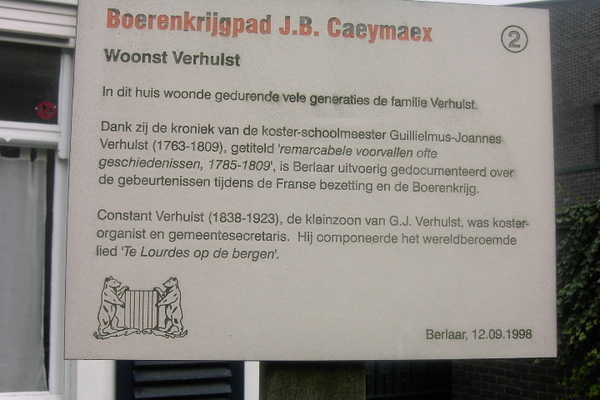 Boerenkrijgpad J.B. Caeymaex
2
Woonst Verhulst
In dit huis woonde gedurende vele generaties de familie Verhulst.
Dank zij de kroniek van de koster-schoolmeester Guillielmus-Joannes
Verhulst (1763-1809), getiteld 'remarcabele voorvallen ofte
geschiedenissen, 1785-1809', is Berlaar uitvoerig gedocumenteerd over
de gebeurtenissen tijdens de Franse bezetting en de Boerenkrijg.
Constant Verhulst (1838-1923), de kleinzoon van G.J. Verhulst, was koster-
organist en gemeentesecretaris. Hij componeerde het wereldberoemde
lied 'Te Lourdes op de bergen'.
Berlaar, 12.09.1998